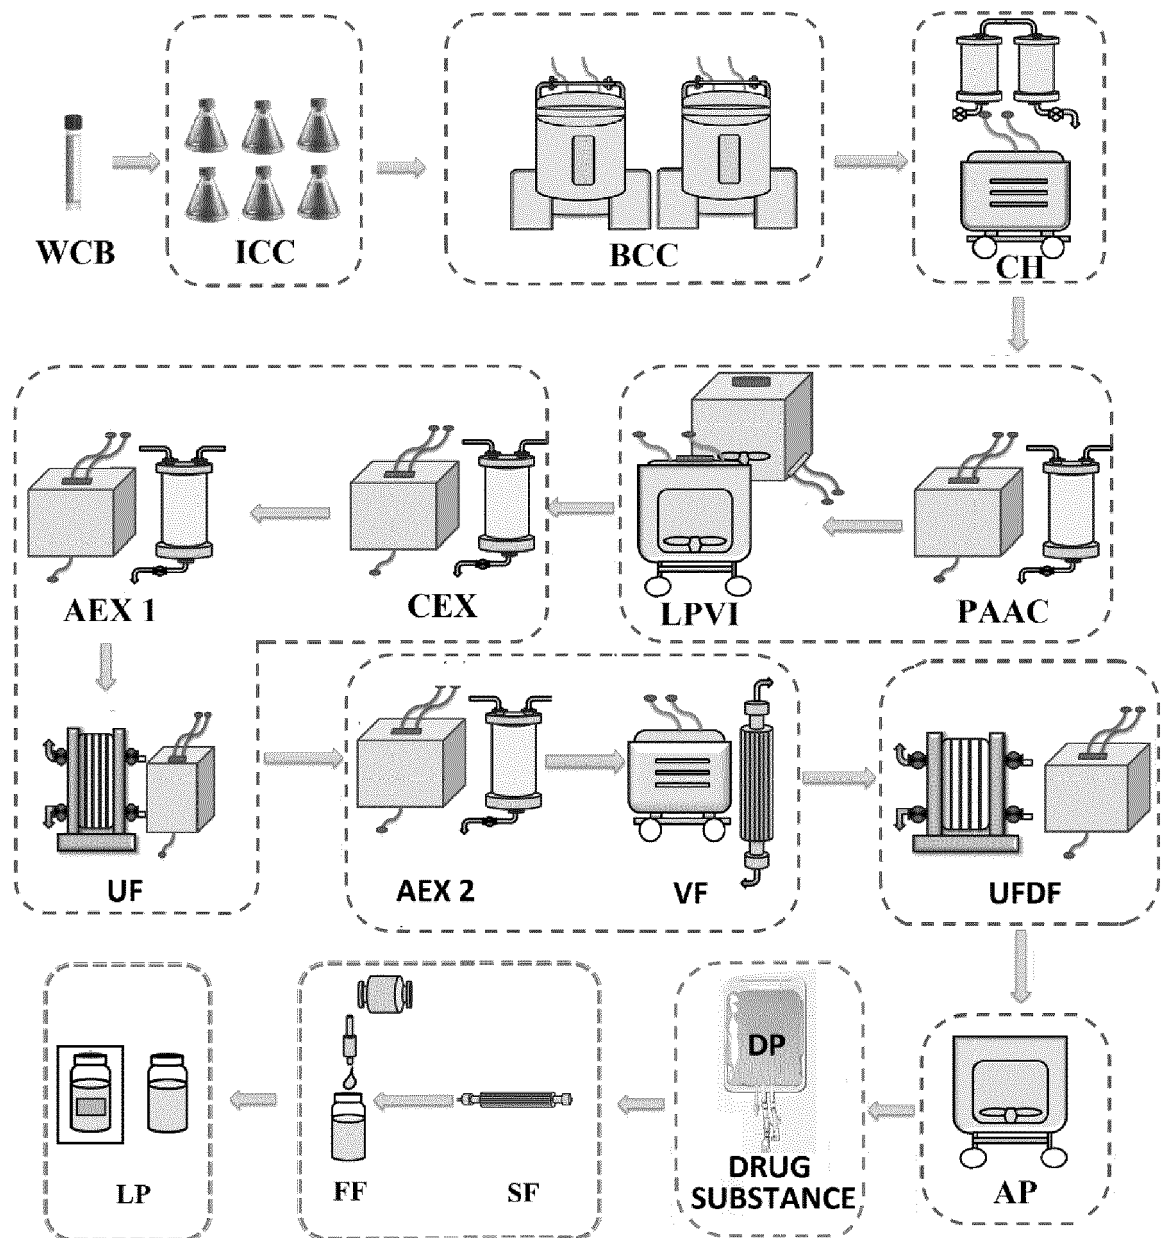 WCB
ICC
BCC
CH
AEX 1
CEX
LPVI
PAAC
UF
AEX 2
VF
UFDF
LP
FF
SF
DP
DRUG
SUBSTANCE
AP